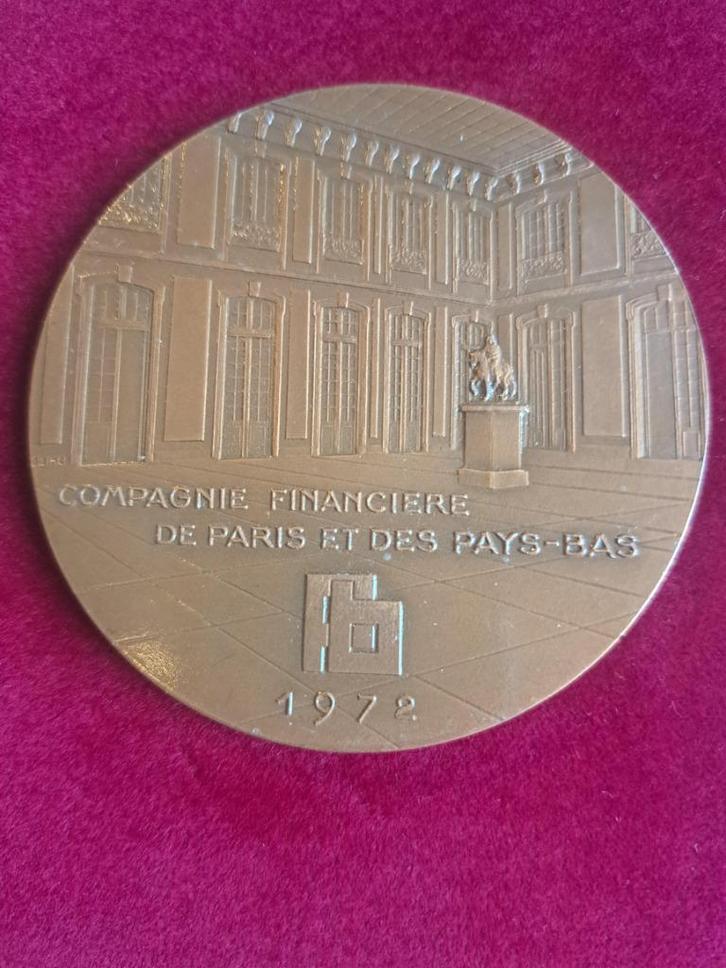 COMPAGNIE FINANCIERE
DE PARIS ET DES PAYS-BAS
1972